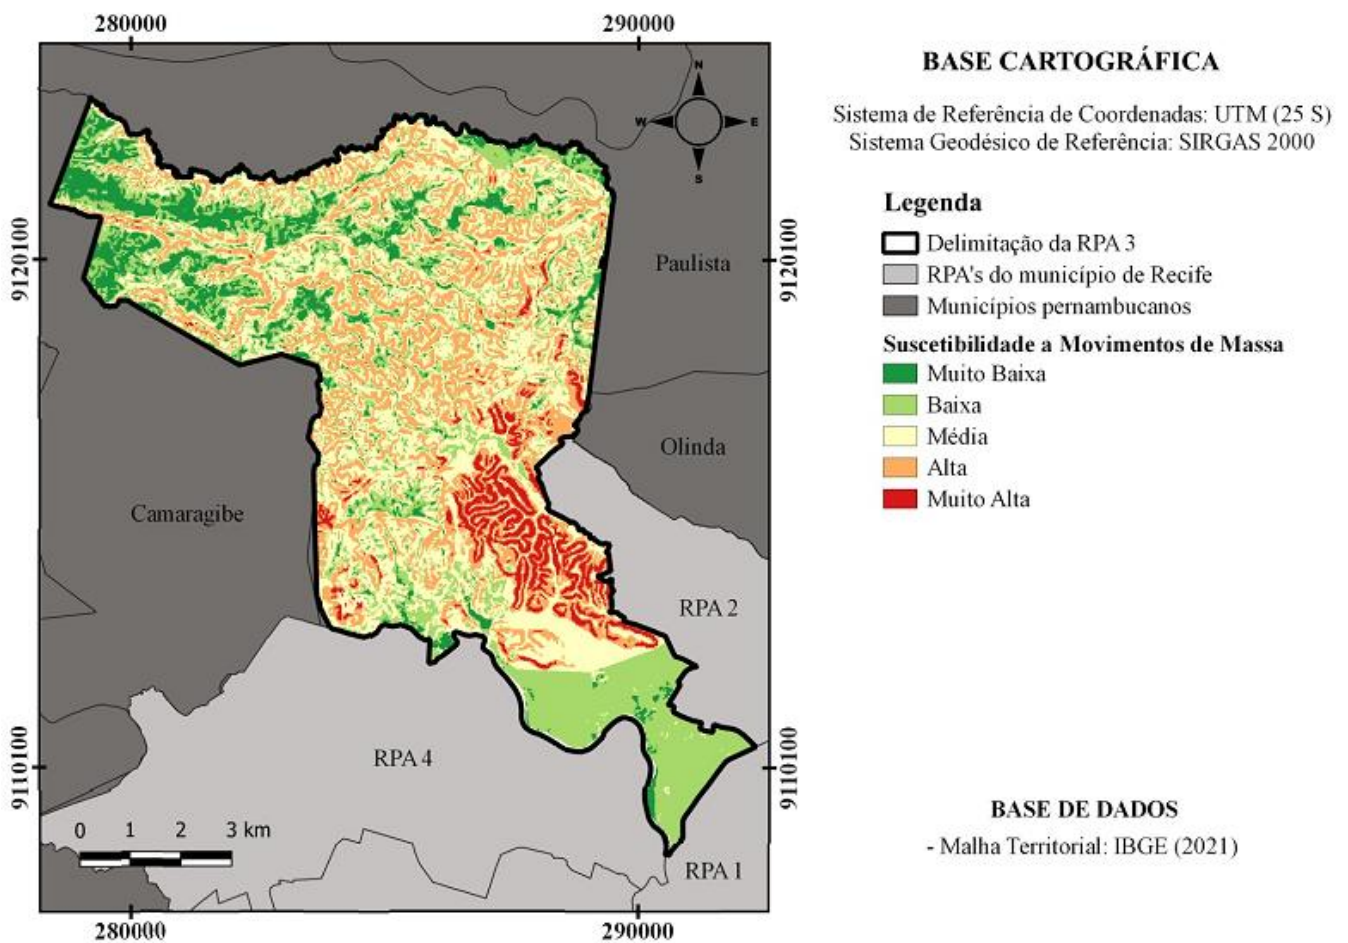 280000
290000
N
W
E
S
9120100
9120100
Paulista
Olinda
Camaragibe
RPA 2
RPA 4
9110100
9110100
0 1 2 3 km
RPA 1
280000
290000
BASE CARTOGRÁFICA
Sistema de Referência de Coordenadas: UTM (25 S)
Sistema Geodésico de Referência: SIRGAS 2000
Legenda
Delimitação da RPA 3
RPA's do município de Recife
Municípios pernambucanos
Suscetibilidade a Movimentos de Massa
Muito Baixa
Baixa
Média
Alta
Muito Alta
BASE DE DADOS
- Malha Territorial: IBGE (2021)